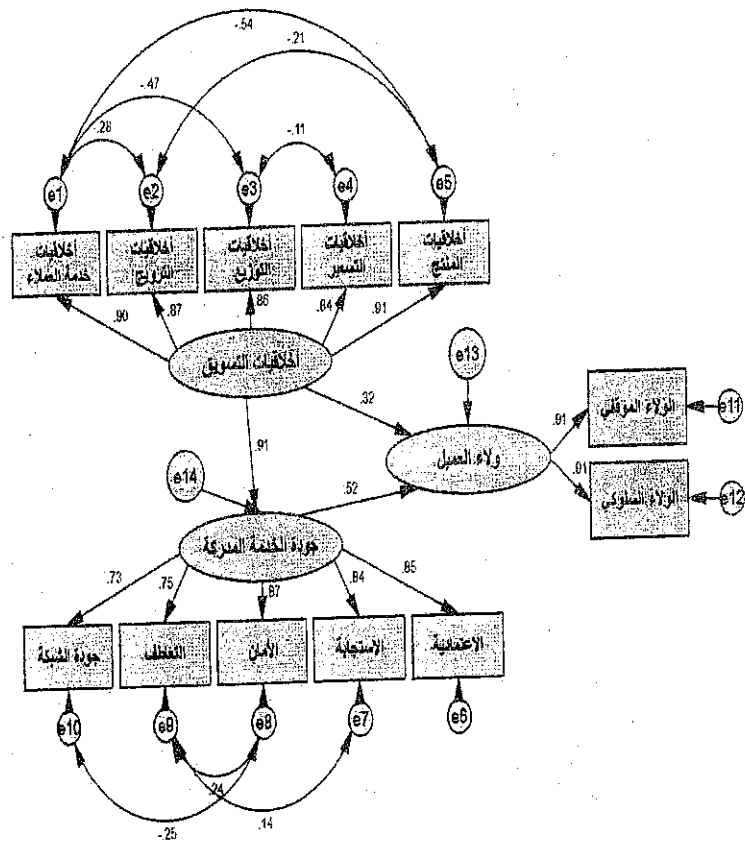 -.54
-.21
-.47
-.28
-.11
e1
e2
e3
e4
e5
أخلاقيات
خدمة العملاء
أخلاقيات
الترويج
أخلاقيات
التوزيع
أخلاقيات
التسعير
أخلاقيات
المنتج
.90
.87
.86
.84
.91
أخلاقيات التسويق
e13
.32
الولاء الموقفي
e11
.91
ولاء العميل
.91
e14
.52
.91
الولاء السلوكي
e12
جودة الخدمة المدركة
.73
.75
.87
.84
.85
جودة الشبكة
التعاطف
الأمان
الاستجابة
الاعتمادية
e10
e9
e8
e7
e6
.24
-.25
.14